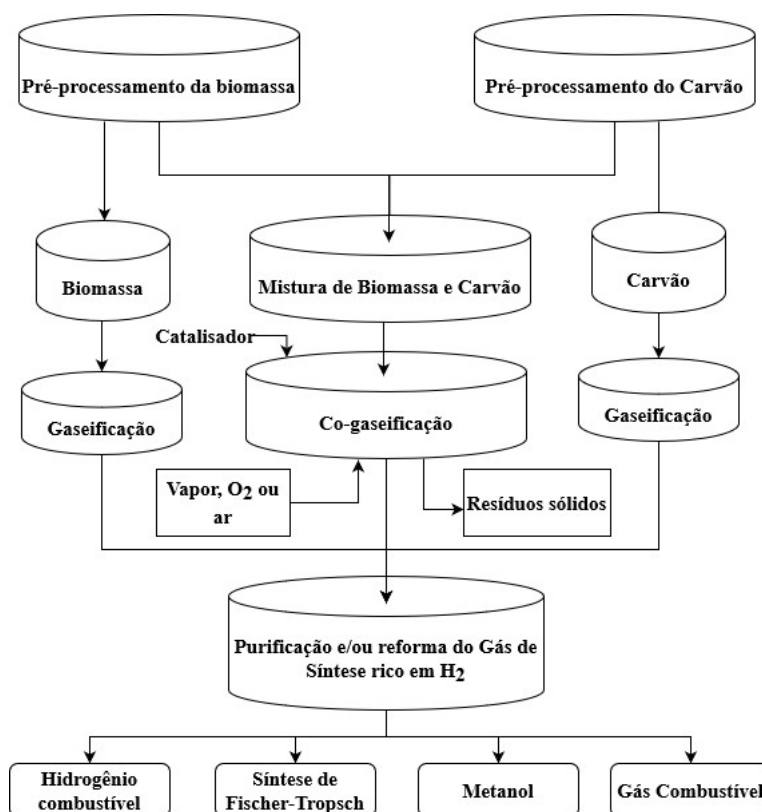 Pré-processamento da biomassa
Pré-processamento do Carvão
Biomassa
Mistura de Biomassa e Carvão
Carvão
Catalisador
Gaseificação
Co-gaseificação
Gaseificação
Vapor, O₂ ou
ar
Resíduos sólidos
Purificação e/ou reforma do Gás de
Síntese rico em H₂
Hidrogênio
combustível
Síntese de
Fischer-Tropsch
Metanol
Gás Combustível